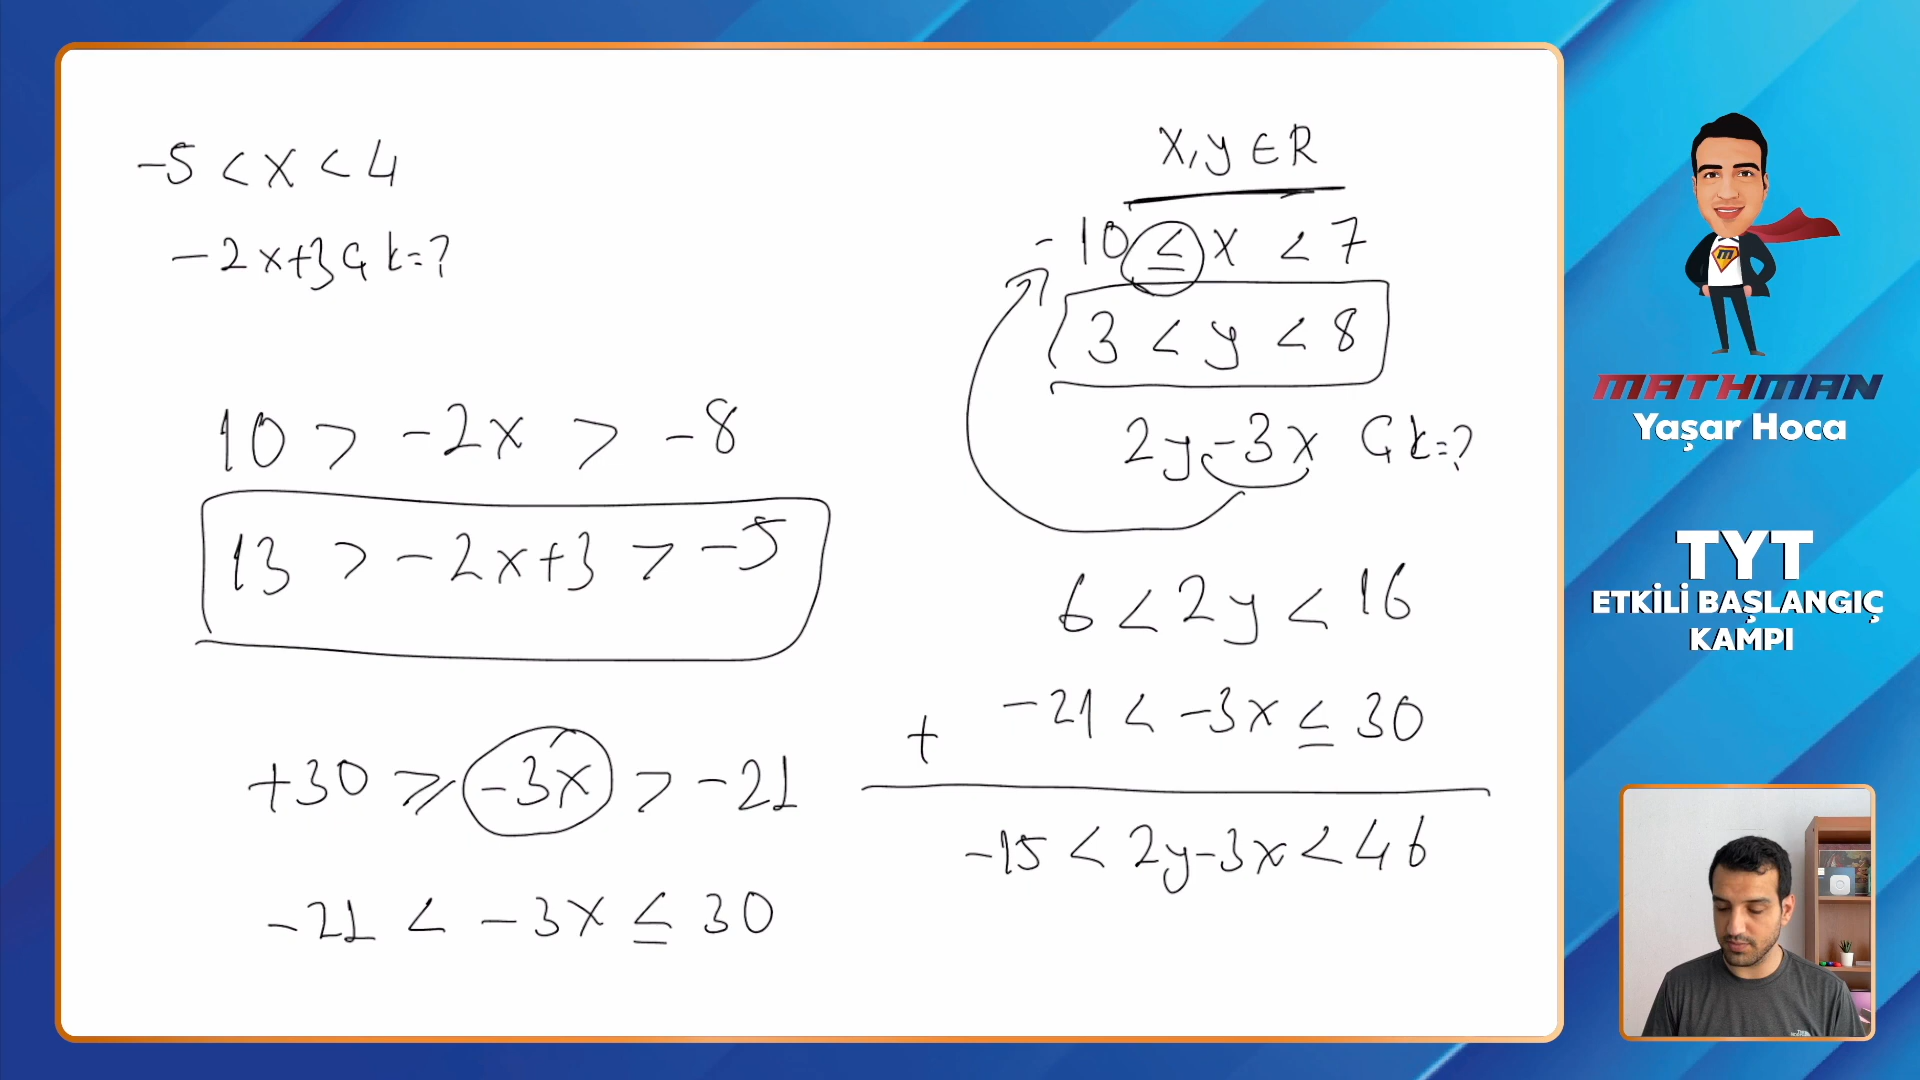 -5 < x < 4
-2x+3 G k=?
10 > -2x > -8
13 > -2x+3 > -5
+30 ≥ -3x > -21
-21 < -3x ≤ 30
x,y ∈ R
-10 ≤ x < 7
3 < y < 8
2y-3x G k=?
6 < 2y < 16
+ -21 < -3x ≤ 30
-15 < 2y-3x < 46
M
MATHMAN
Yaşar Hoca
TYT
ETKİLİ BAŞLANGIÇ
KAMPI